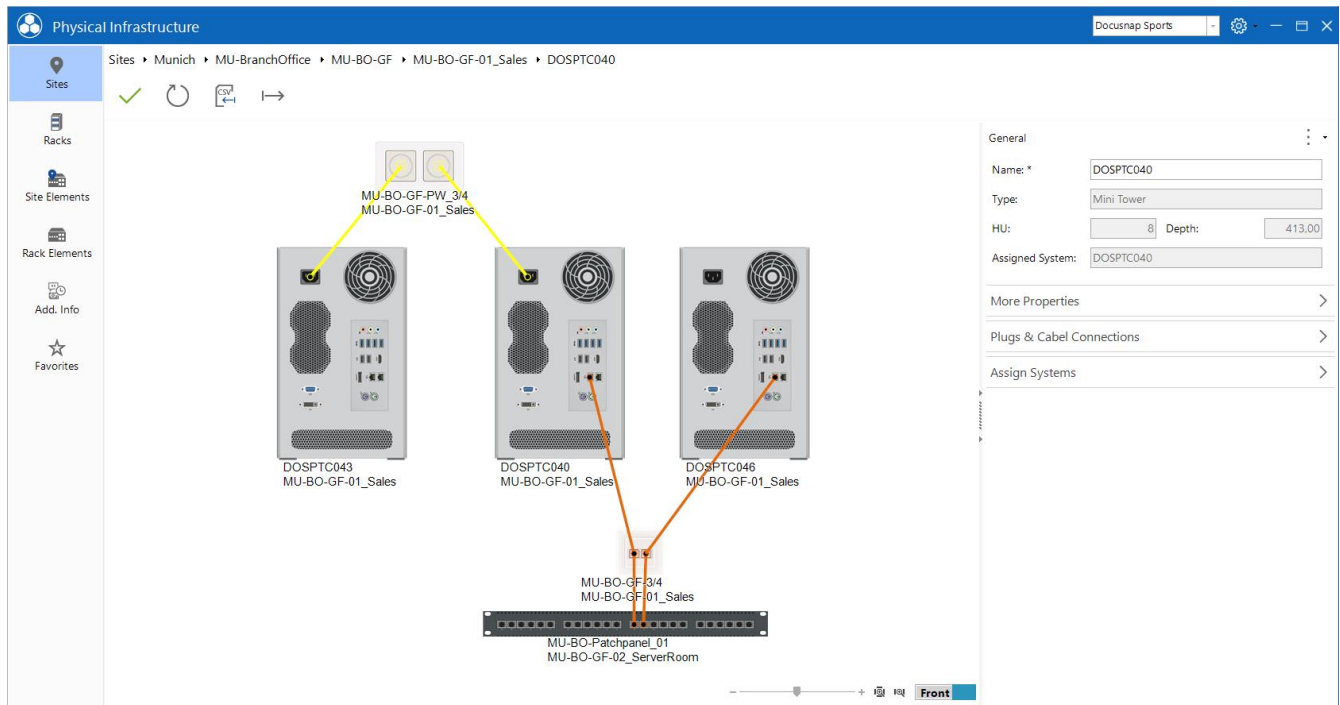 Physical Infrastructure
Docusnap Sports
Sites
Racks
Site Elements
Rack Elements
Add. Info
Favorites
Sites Munich MU-BranchOffice MU-BO-GF MU-BO-GF-01_Sales DOSPTC040
CSV
MU-BO-GF-PW_3/4
MU-BO-GF-01_Sales
DOSPTC043
MU-BO-GF-01_Sales
DOSPTC040
MU-BO-GF-01_Sales
DOSPTC046
MU-BO-GF-01_Sales
MU-BO-GF-3/4
MU-BO-GF-01_Sales
MU-BO-Patchpanel_01
MU-BO-GF-02_ServerRoom
Front
General
Name: * DOSPTC040
Type: Mini Tower
HU: 8 Depth: 413,00
Assigned System: DOSPTC040
More Properties
Plugs & Cabel Connections
Assign Systems